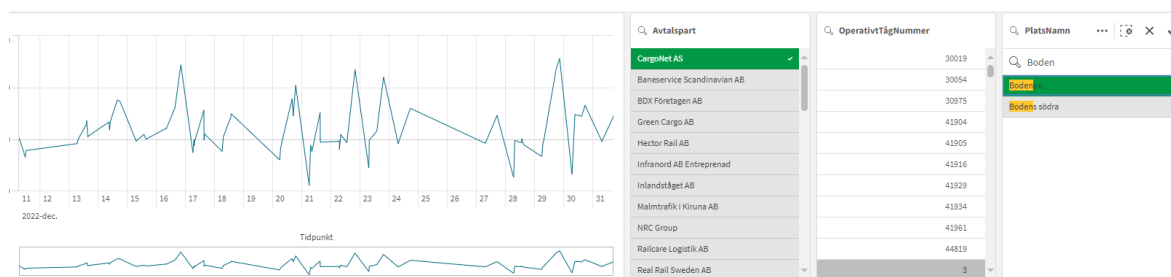 11 12 13 14 15 16 17 18 19 20 21 22 23 24 25 26 27 28 29 30 31
2022-dec.
Tidpunkt
Avtalspart
CargoNet AS
Baneservice Scandinavian AB
BDX Företagen AB
Green Cargo AB
Hector Rail AB
Infranord AB Entreprenad
Inlandståget AB
Malmtrafik i Kiruna AB
NRC Group
Railcare Logistik AB
Real Rail Sweden AB
OperativtTågNummer
30019
30054
30975
41904
41905
41916
41929
41934
41961
44819
3
PlatsNamn
Boden
Bodens c
Bodens södra